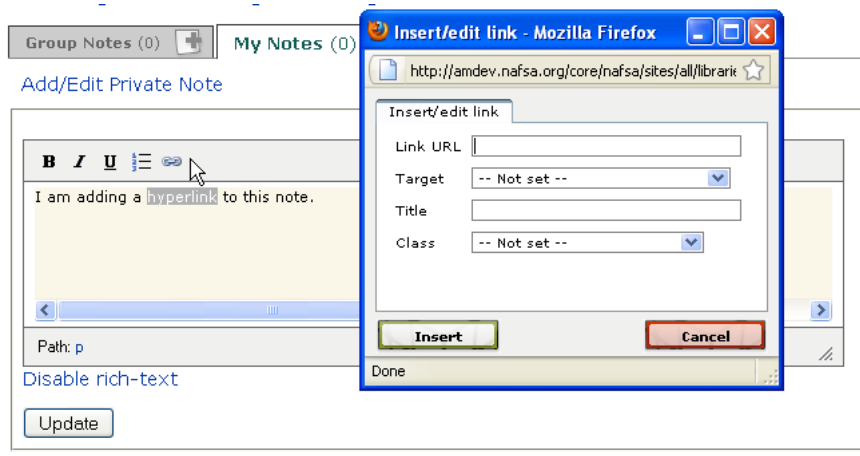 Group Notes (0)
My Notes (0)
Add/Edit Private Note
B I U
I am adding a hyperlink to this note.
Path: p
Disable rich-text
Update
Insert/edit link - Mozilla Firefox
http://amdev.nafsa.org/core/nafsa/sites/all/librarie
Insert/edit link
Link URL
Target -- Not set --
Title
Class -- Not set --
Insert Cancel
Done